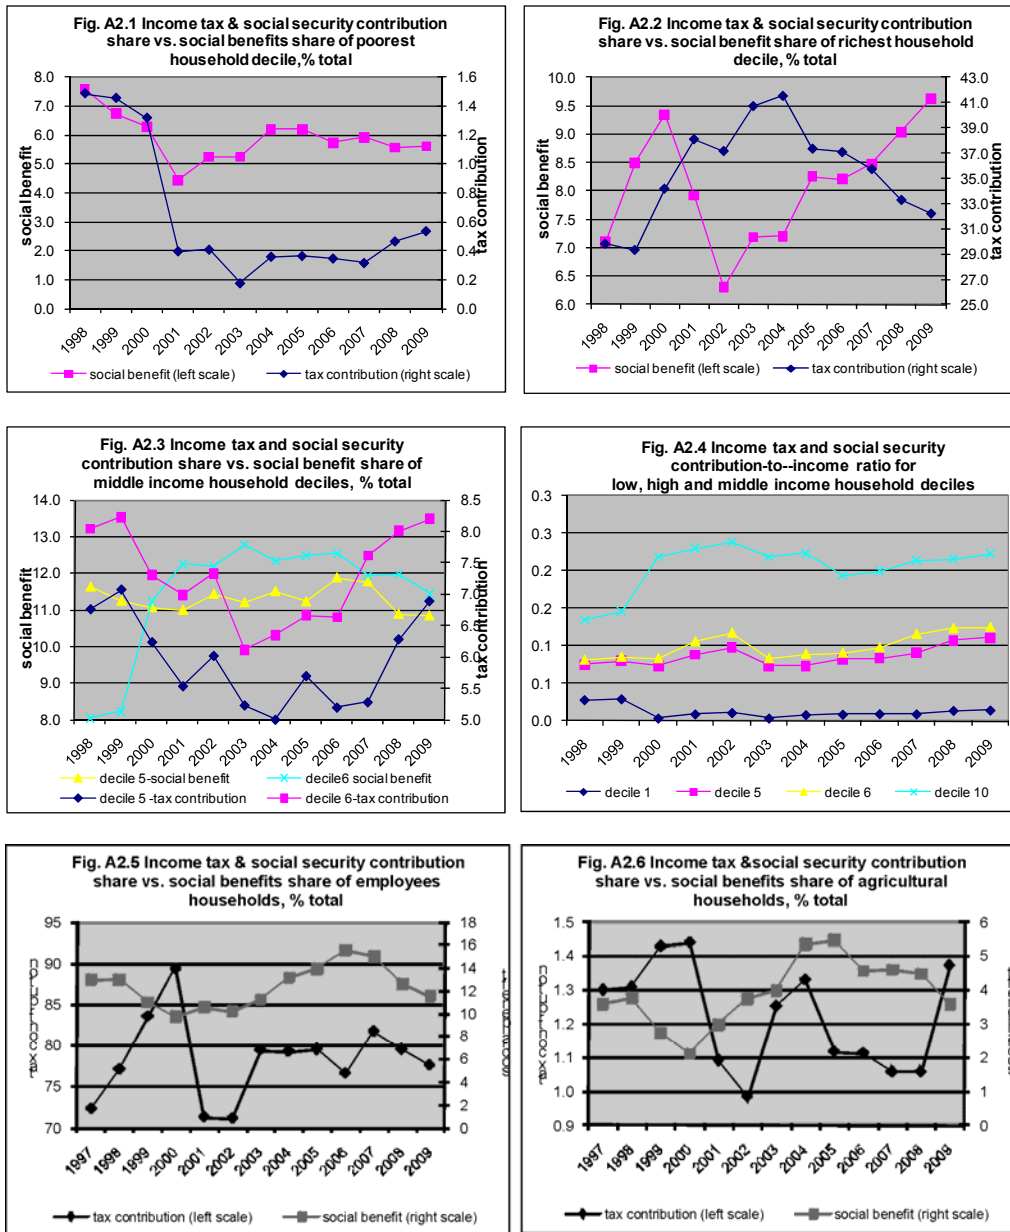 Fig. A2.1 Income tax & social security contribution
share vs. social benefits share of poorest
household decile,% total
8.0
7.0
6.0
5.0
4.0
3.0
2.0
1.0
0.0
social benefit
1.6
1.4
1.2
1.0
0.8
0.6
0.4
0.2
0.0
tax contribution
1998 1999 2000 2001 2002 2003 2004 2005 2006 2007 2008 2009
social benefit (left scale) tax contribution (right scale)
Fig. A2.2 Income tax & social security contribution
share vs. social benefit share of richest household
decile, % total
10.0
9.5
9.0
8.5
8.0
7.5
7.0
6.5
6.0
social benefit
43.0
41.0
39.0
37.0
35.0
33.0
31.0
29.0
27.0
25.0
tax contribution
1998 1999 2000 2001 2002 2003 2004 2005 2006 2007 2008 2009
social benefit (left scale) tax contribution (right scale)
Fig. A2.3 Income tax and social security
contribution share vs. social benefit share of
middle income household deciles, % total
14.0
13.0
12.0
11.0
10.0
9.0
8.0
social benefit
8.5
8.0
7.5
7.0
6.5
6.0
5.5
5.0
tax contribution
1998 1999 2000 2001 2002 2003 2004 2005 2006 2007 2008 2009
decile 5-social benefit decile6 social benefit
decile 5 -tax contribution decile 6-tax contribution
Fig. A2.4 Income tax and social security
contribution-to--income ratio for
low, high and middle income household deciles
0.3
0.3
0.2
0.2
0.1
0.1
0.0
1998 1999 2000 2001 2002 2003 2004 2005 2006 2007 2008 2009
decile 1 decile 5 decile 6 decile 10
Fig. A2.5 Income tax & social security contribution
share vs. social benefits share of employees
households, % total
95
90
85
80
75
70
18
16
14
12
10
8
6
4
2
0
1997 1998 1999 2000 2001 2002 2003 2004 2005 2006 2007 2008 2009
tax contribution (left scale) social benefit (right scale)
Fig. A2.6 Income tax &social security contribution
share vs. social benefits share of agricultural
households, % total
1.5
1.4
1.3
1.2
1.1
1.0
0.9
6
5
4
3
2
1
0
1997 1998 1999 2000 2001 2002 2003 2004 2005 2006 2007 2008 2009
tax contribution (left scale) social benefit (right scale)